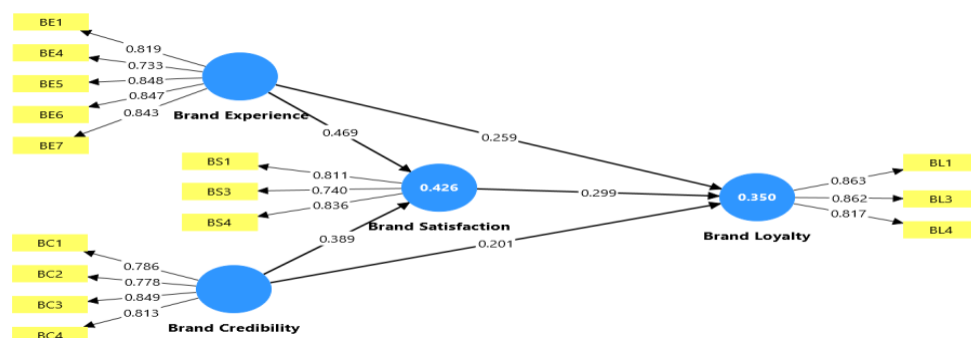 BE1
0.819
BE4
0.733
BE5
0.848
BE6
0.847
BE7
0.843
Brand Experience
0.469
0.259
BS1
0.811
BS3
0.740
BS4
0.836
0.426
Brand Satisfaction
0.299
0.389
0.201
0.350
Brand Loyalty
BL1
0.863
BL3
0.862
BL4
0.817
BC1
0.786
BC2
0.778
BC3
0.849
BC4
0.813
Brand Credibility